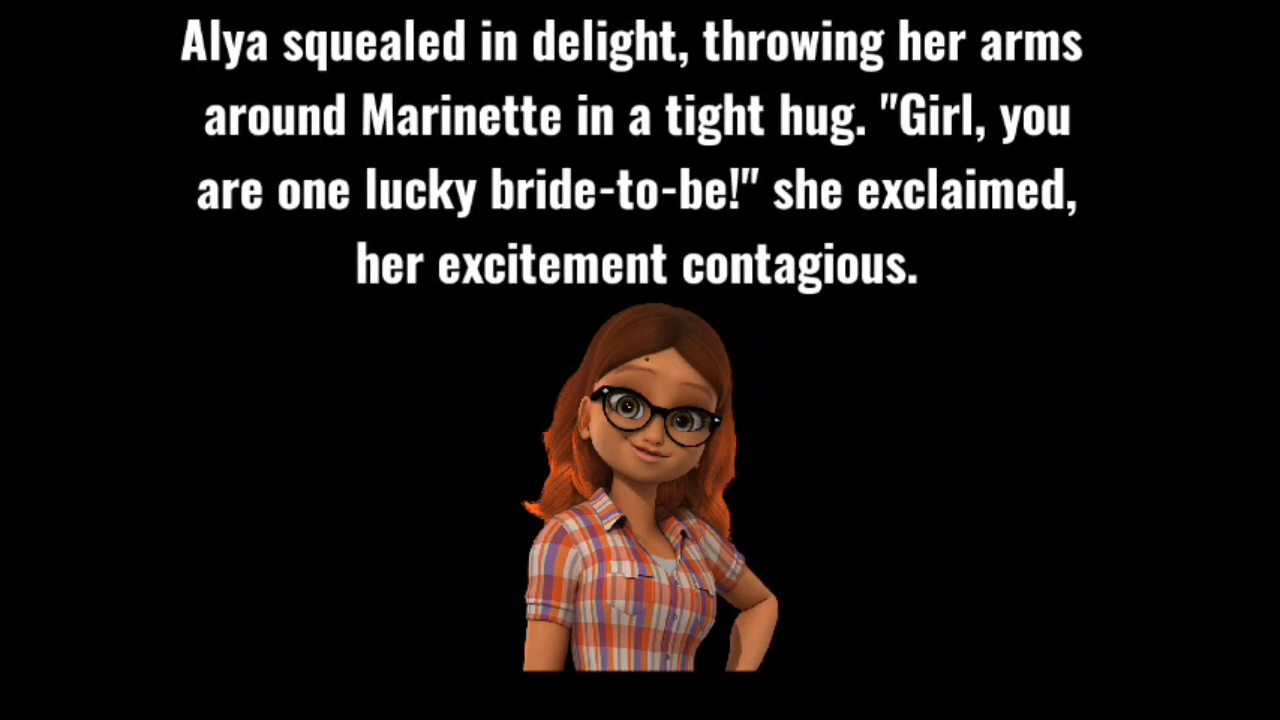 Alya squealed in delight, throwing her arms
around Marinette in a tight hug. "Girl, you
are one lucky bride-to-be!" she exclaimed,
her excitement contagious.